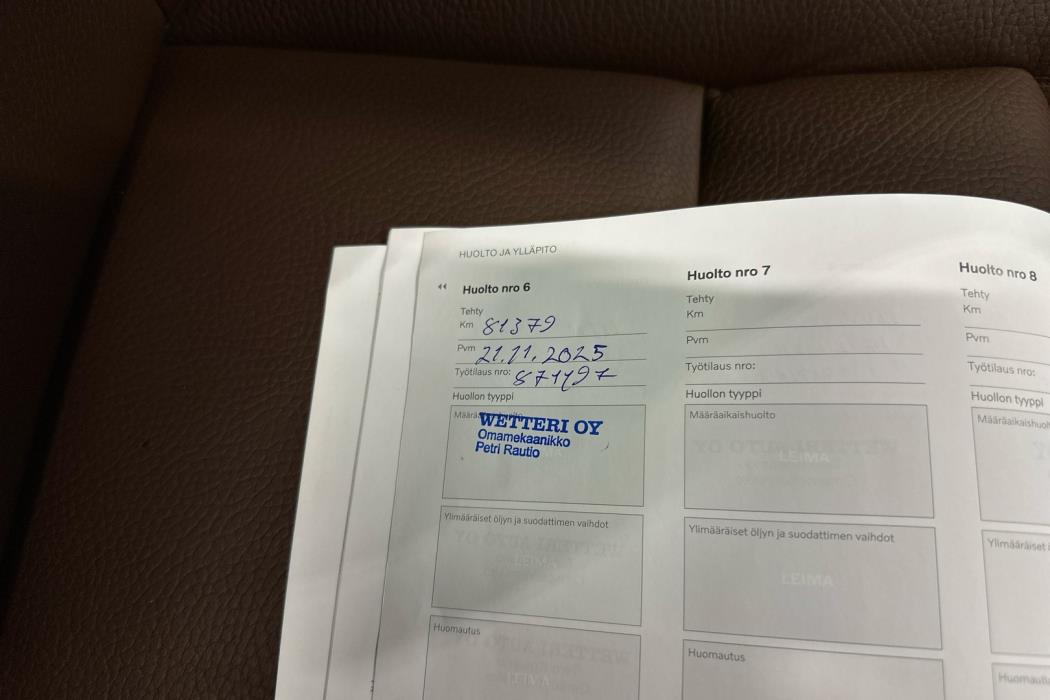 HUOLTO JA YLLÄPITO
Huolto nro 6
Tehty
Km 81379
Pvm 21.11.2025
Työtilaus nro:
Huollon tyyppi
WETTERI OY
Omamekaanikko
Petri Rautio
Ylimääräiset öljyn ja suodattimen vaihdot
LEIMA
Huomautus
LEIMA
Huolto nro 7
Tehty
Km
Pvm
Työtilaus nro:
Huollon tyyppi
Määräaikaishuolto
LEIMA
Ylimääräiset öljyn ja suodattimen vaihdot
LEIMA
Huomautus
Huolto nro 8
Tehty
Km
Pvm
Työtilaus nro:
Huollon tyyppi
Ylimääräiset